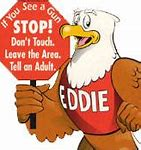 If You See a Gun
STOP!
Don't Touch.
Leave the Area.
Tell an Adult.
EDDIE